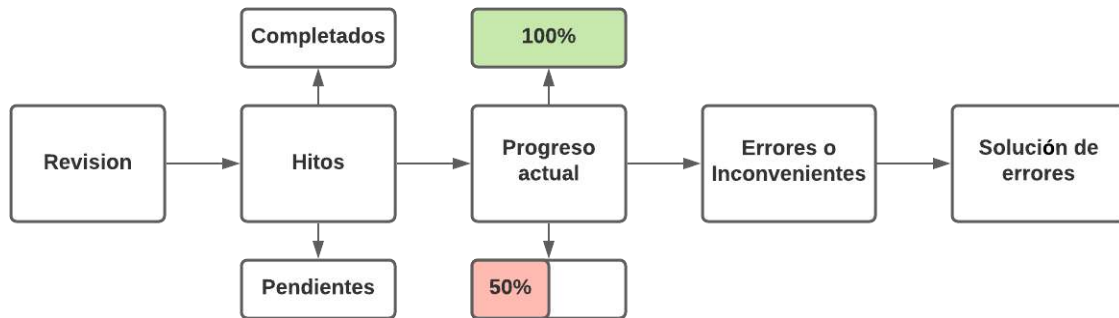 Completados
100%
Revision
Hitos
Progreso
actual
Errores o
Inconvenientes
Solución de
errores
Pendientes
50%